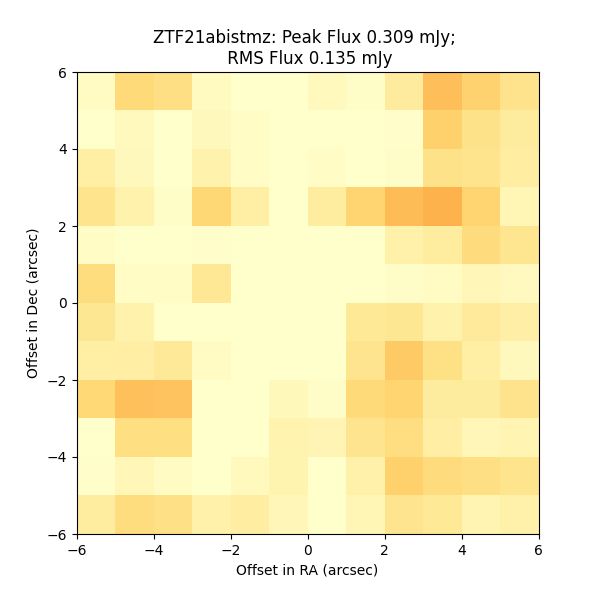 ZTF21abistmz: Peak Flux 0.309 mJy;
RMS Flux 0.135 mJy
6
4
2
0
−2
−4
−6
Offset in Dec (arcsec)
−6 −4 −2 0 2 4 6
Offset in RA (arcsec)